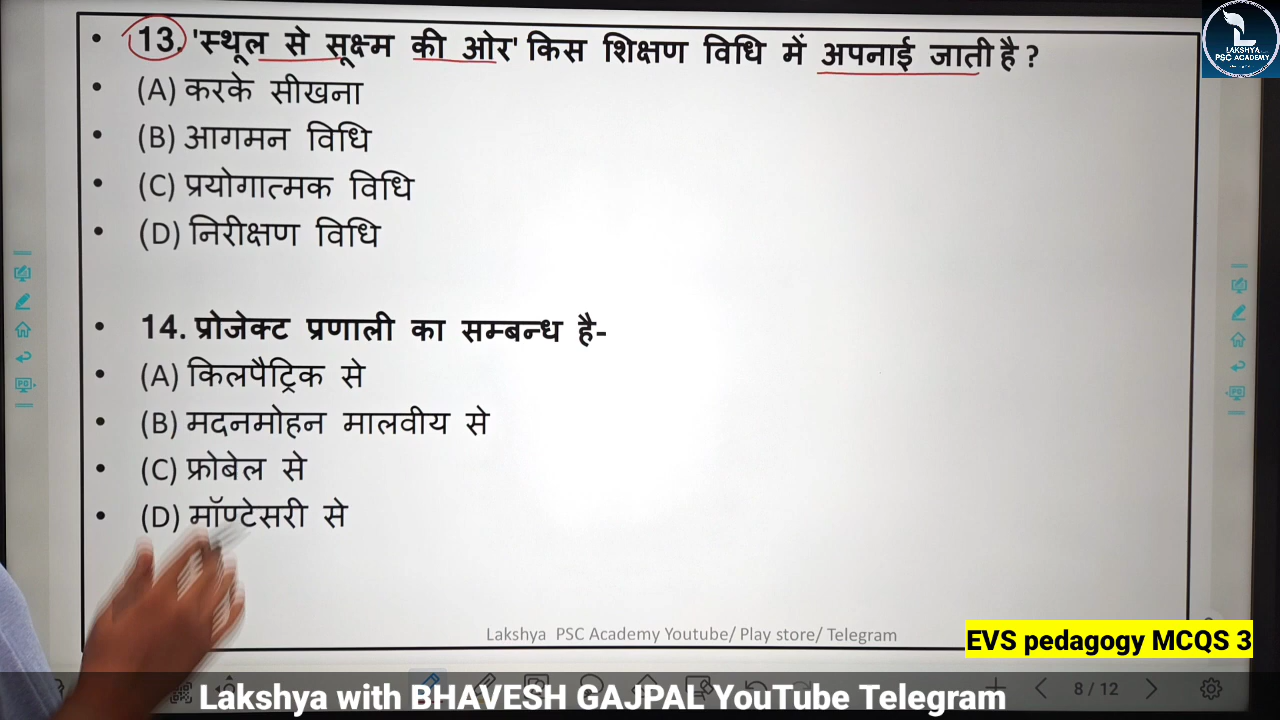 13. 'स्थूल से सूक्ष्म की ओर' किस शिक्षण विधि में अपनाई जाती है ?
(A) करके सीखना
(B) आगमन विधि
(C) प्रयोगात्मक विधि
(D) निरीक्षण विधि
14. प्रोजेक्ट प्रणाली का सम्बन्ध है-
(A) किलपैट्रिक से
(B) मदनमोहन मालवीय से
(C) फ्रोबेल से
(D) मॉण्टेसरी से
Lakshya PSC Academy Youtube/ Play store/ Telegram
EVS pedagogy MCQS 3
Lakshya with BHAVESH GAJPAL YouTube Telegram
8 / 12
LAKSHYA
PSC ACADEMY